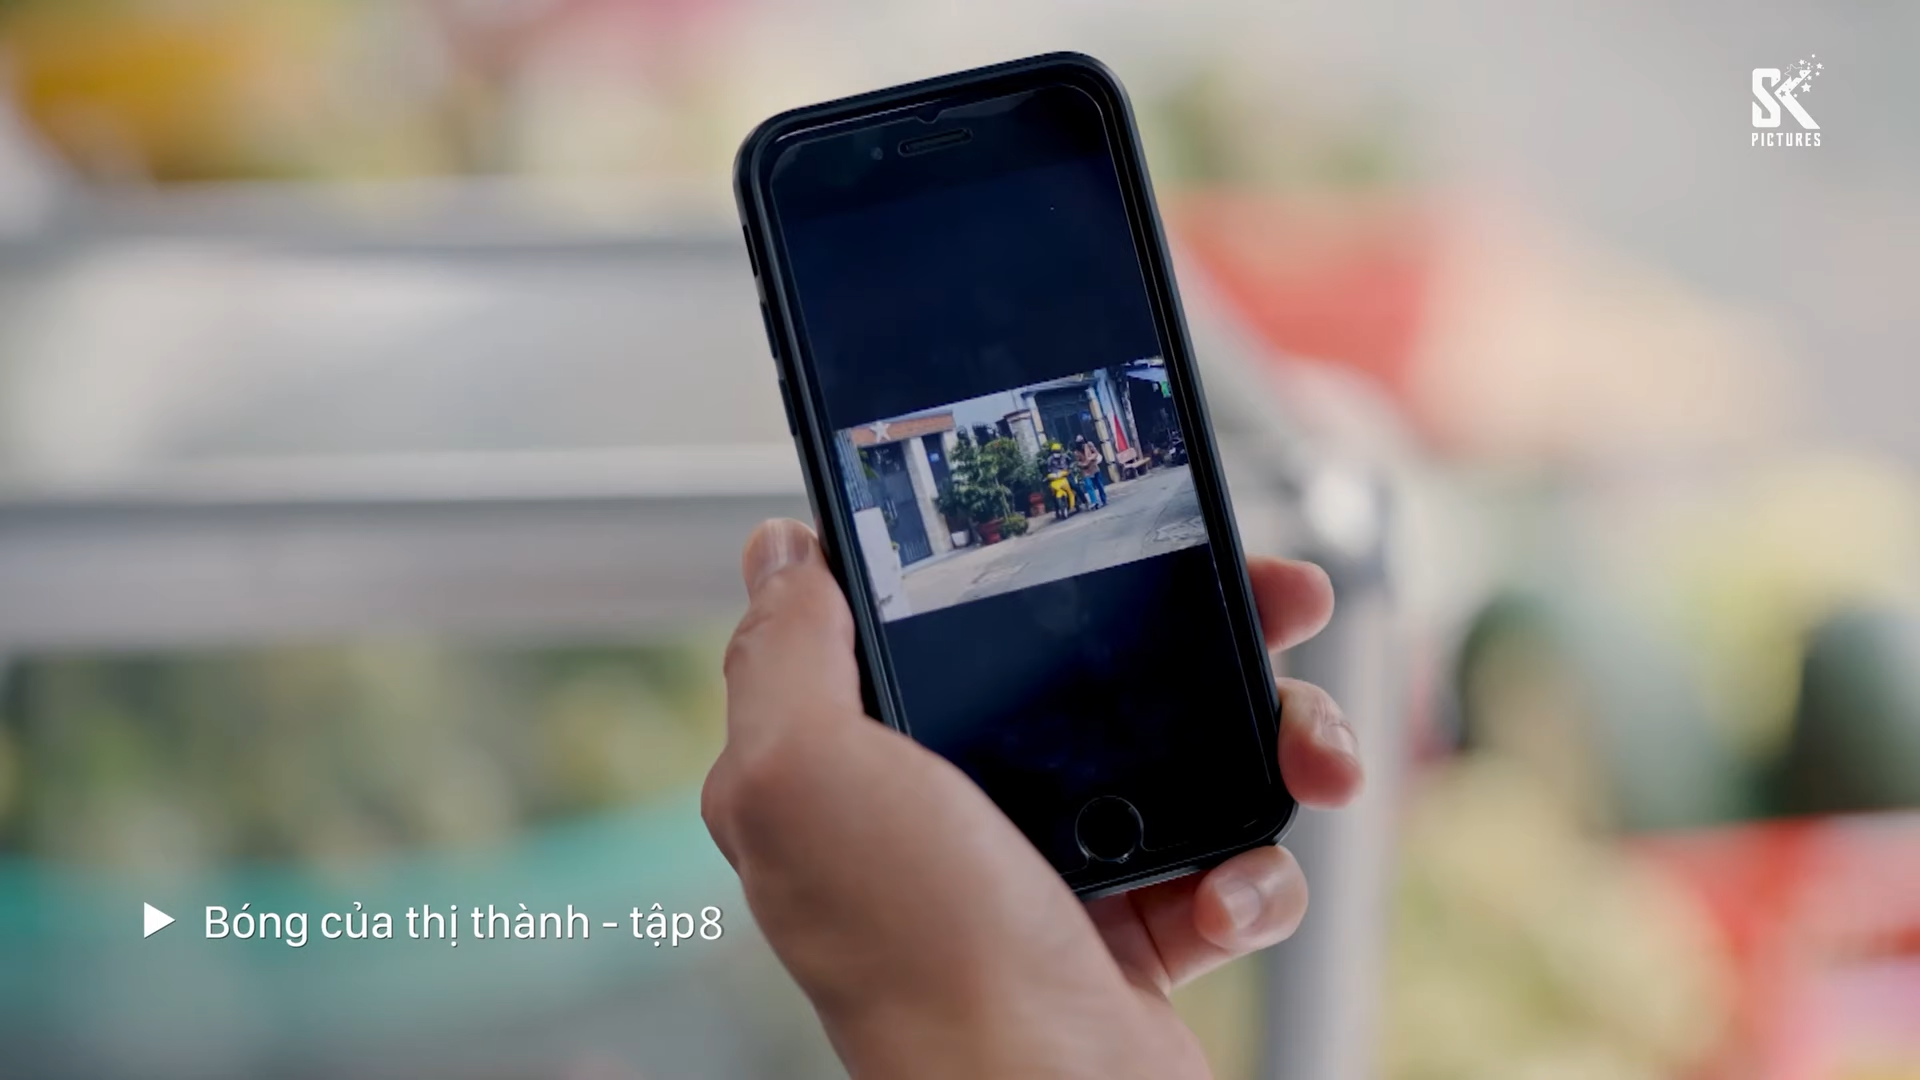 SK
PICTURES
Bóng của thị thành - tập8